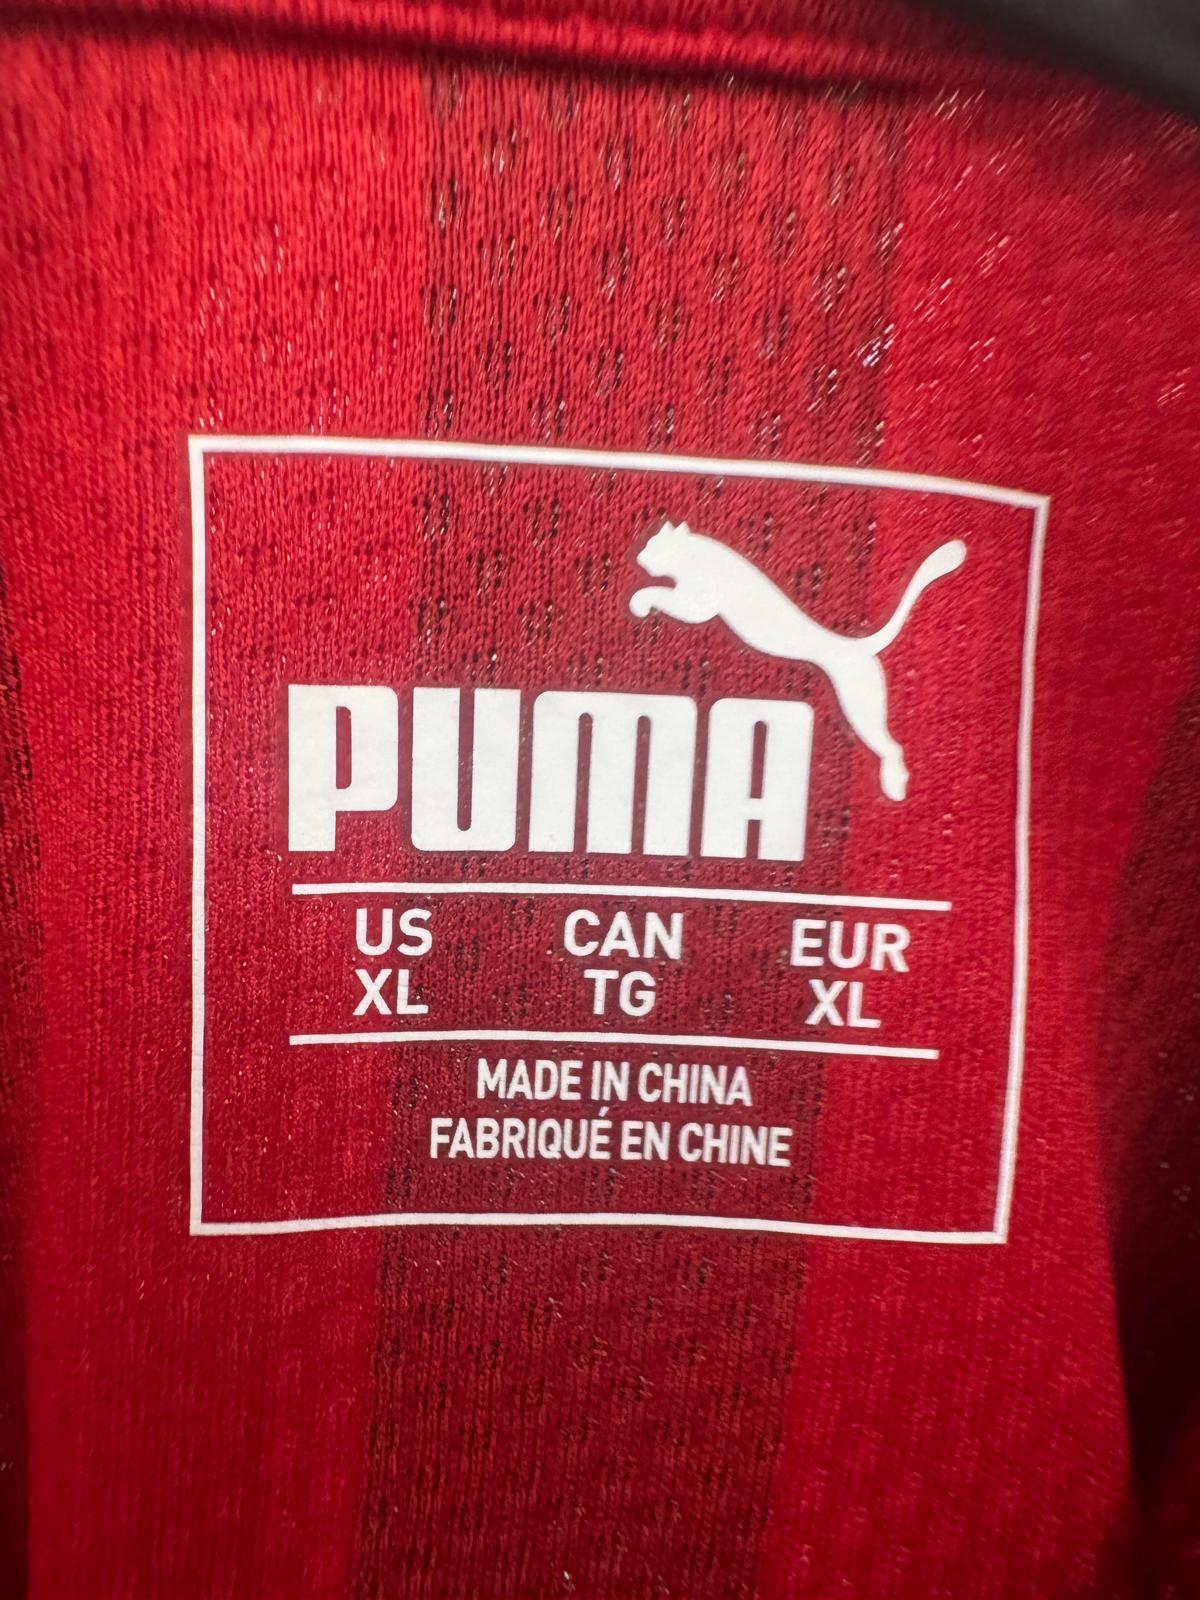 PUMA
US CAN EUR
XL TG XL
MADE IN CHINA
FABRIQUÉ EN CHINE